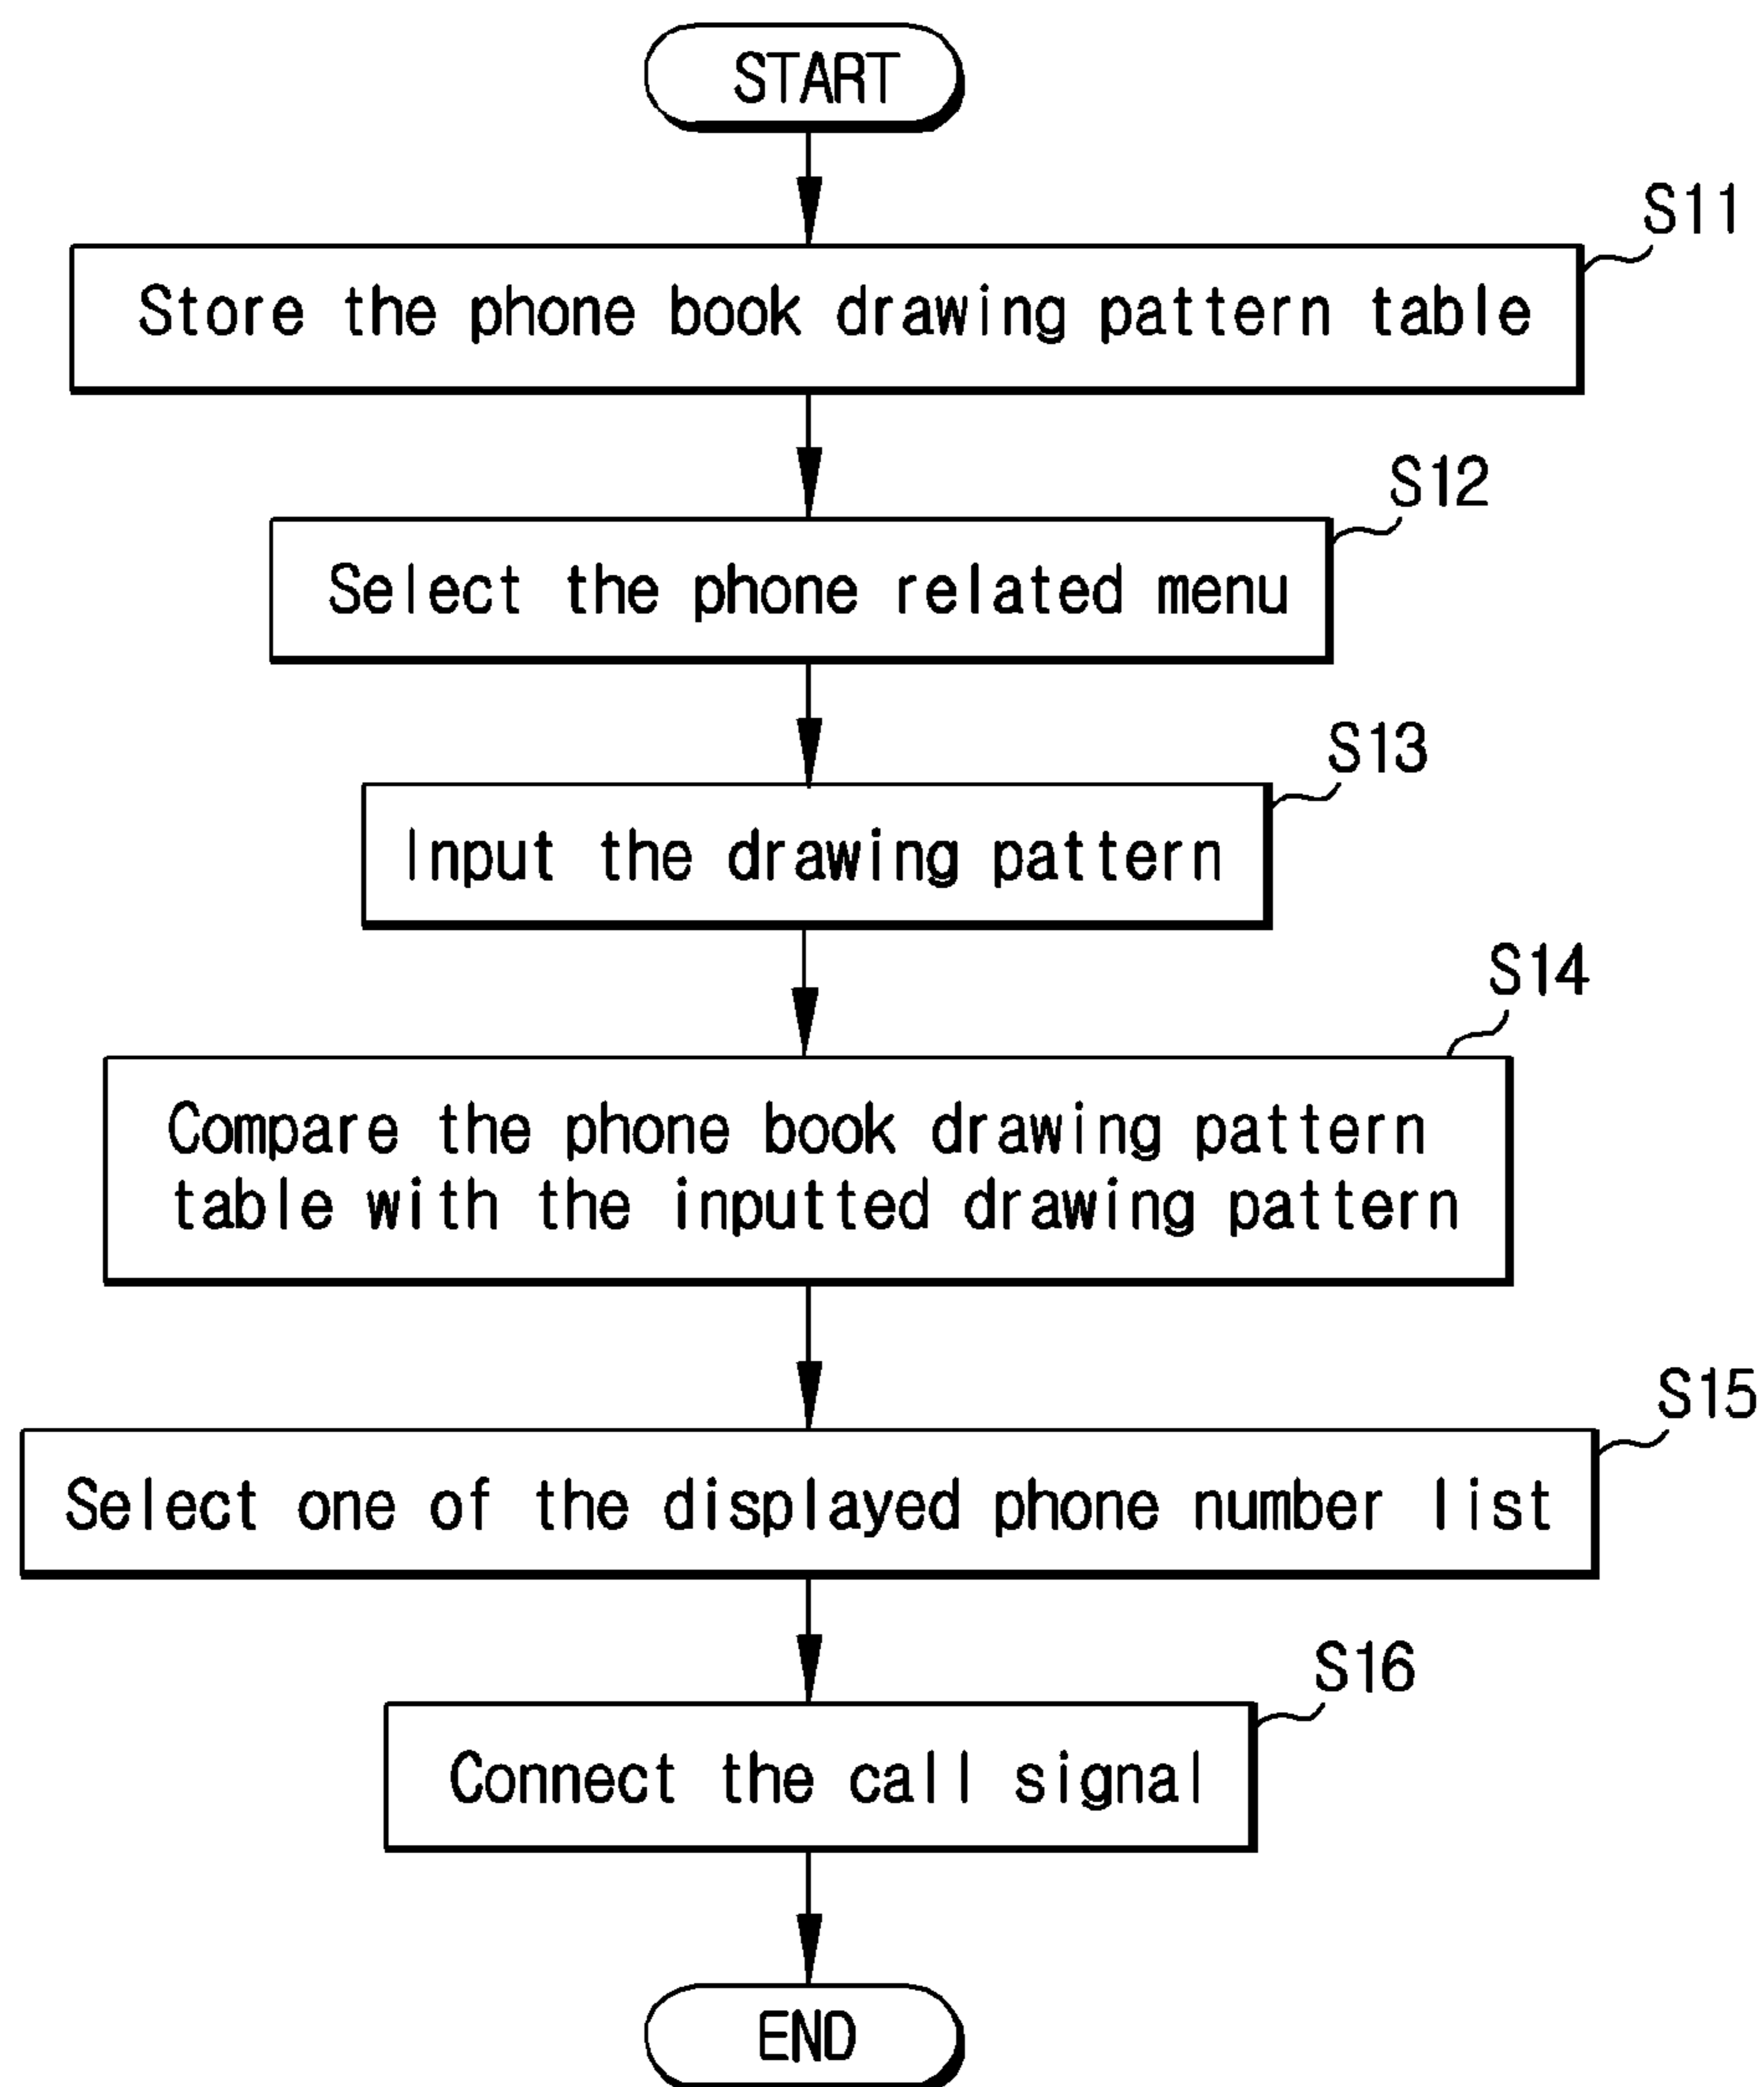 START
S11
Store the phone book drawing pattern table
S12
Select the phone related menu
S13
Input the drawing pattern
S14
Compare the phone book drawing pattern
table with the inputted drawing pattern
S15
Select one of the displayed phone number list
S16
Connect the call signal
END